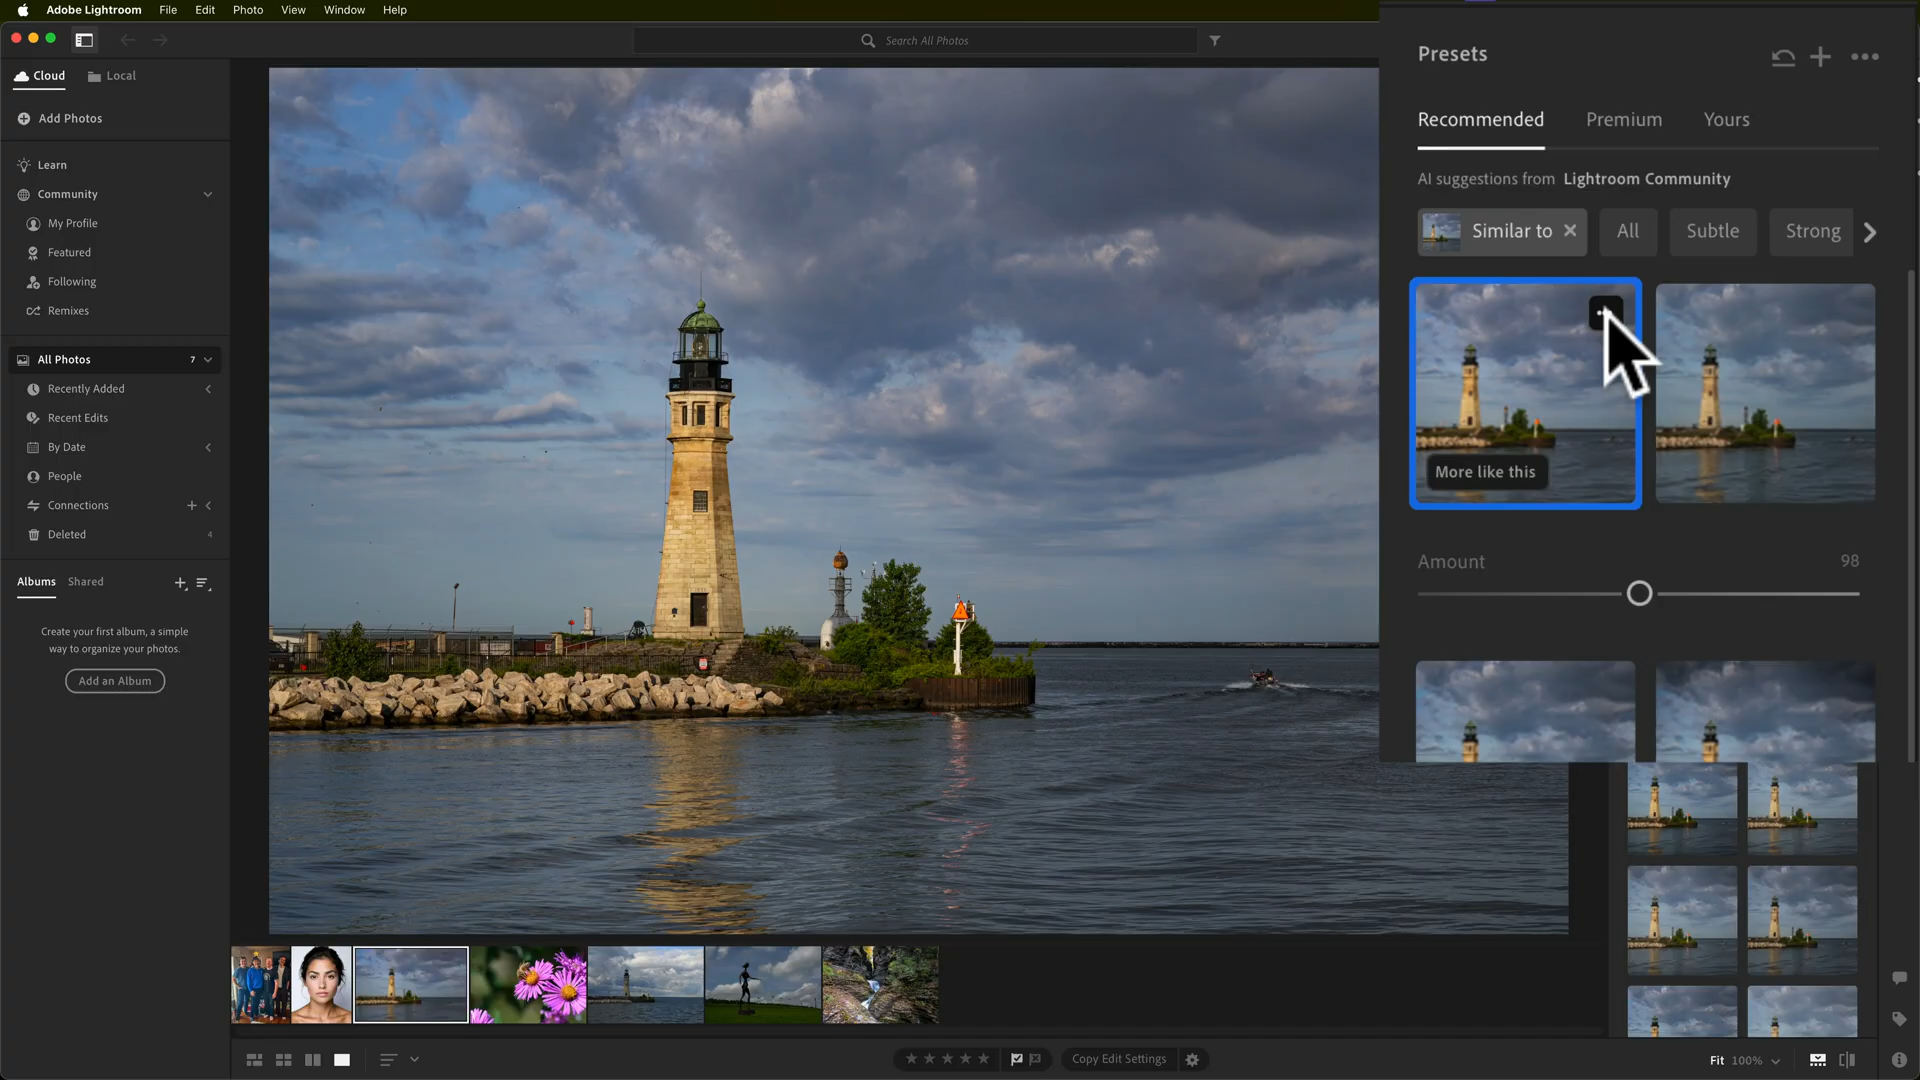 Adobe Lightroom File Edit Photo View Window Help
Search All Photos
Cloud Local
Add Photos
Learn
Community
My Profile
Featured
Following
Remixes
All Photos 7
Recently Added
Recent Edits
By Date
People
Connections
Deleted 4
Albums Shared
Create your first album, a simple
way to organize your photos.
Add an Album
Presets
Recommended Premium Yours
AI suggestions from Lightroom Community
Similar to All Subtle Strong
More like this
Amount 98
Copy Edit Settings
Fit 100%